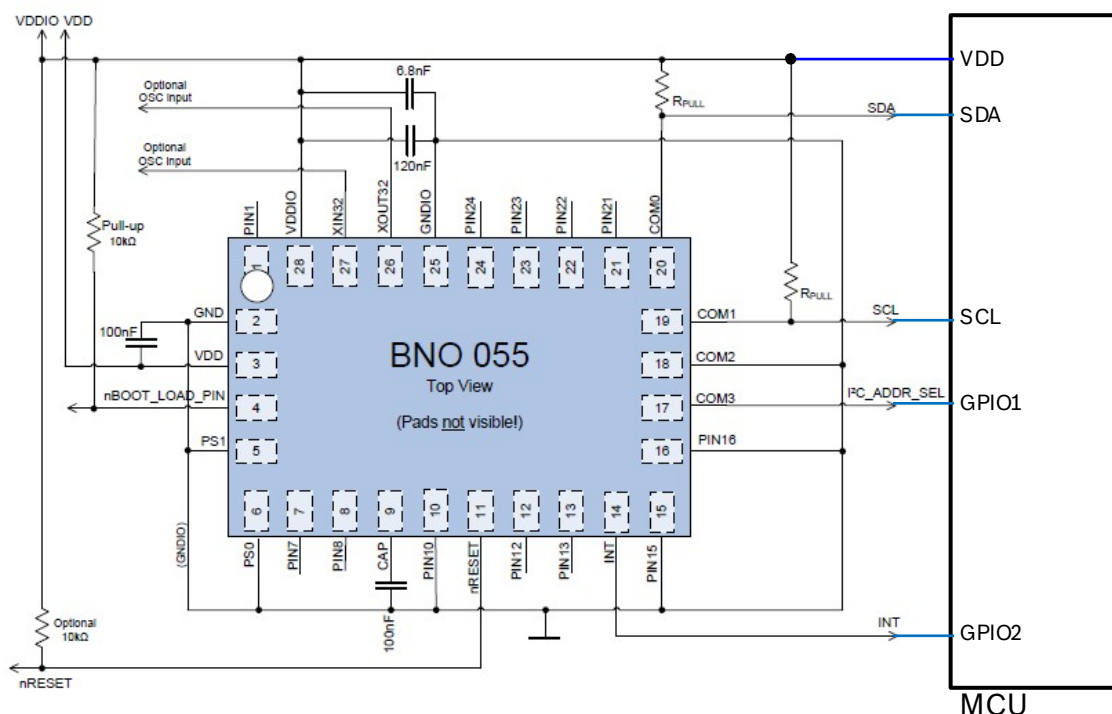 VDDIO VDD
VDD
6.8nF
Optional
OSC Input
RPULL
SDA
SDA
120nF
Optional
OSC Input
PIN1
VDDIO
XIN32
XOUT32
GNDIO
PIN24
PIN23
PIN22
PIN21
COM0
Pull-up
10kΩ
1
28
27
26
25
24
23
22
21
20
RPULL
GND
2
19
COM1
SCL
SCL
100nF
VDD
3
BNO 055
Top View
(Pads not visible!)
18
COM2
nBOOT_LOAD_PIN
4
17
COM3
I²C_ADDR_SEL
GPIO1
PS1
5
16
PIN16
6
7
8
9
10
11
12
13
14
15
(GNDIO)
PS0
PIN7
PIN8
CAP
PIN10
nRESET
PIN12
PIN13
INT
PIN15
100nF
Optional
10kΩ
INT
GPIO2
nRESET
MCU